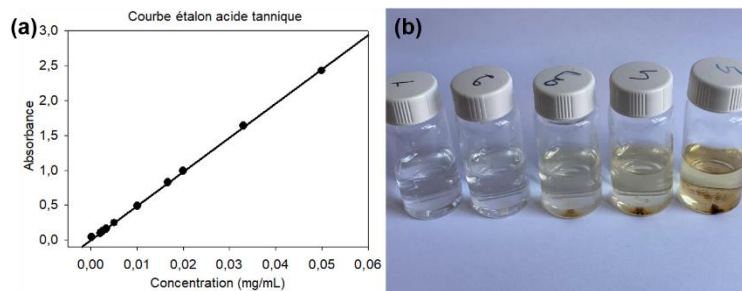 (a)
Courbe étalon acide tannique
Absorbance
3,0
2,5
2,0
1,5
1,0
0,5
0,0
0,00 0,01 0,02 0,03 0,04 0,05 0,06
Concentration (mg/mL)
(b)